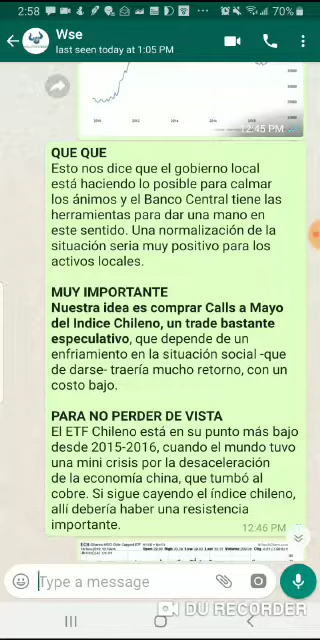 2:58
70%
Wse
last seen today at 1:05 PM
2010 2012 2014 2016 2018
12:45 PM
QUE QUE
Esto nos dice que el gobierno local
está haciendo lo posible para calmar
los ánimos y el Banco Central tiene las
herramientas para dar una mano en
este sentido. Una normalización de la
situación seria muy positivo para los
activos locales.
MUY IMPORTANTE
Nuestra idea es comprar Calls a Mayo
del Indice Chileno, un trade bastante
especulativo, que depende de un
enfriamiento en la situación social -que
de darse- traería mucho retorno, con un
costo bajo.
PARA NO PERDER DE VISTA
El ETF Chileno está en su punto más bajo
desde 2015-2016, cuando el mundo tuvo
una mini crisis por la desaceleración
de la economía china, que tumbó al
cobre. Si sigue cayendo el índice chileno,
allí debería haber una resistencia
importante.
12:46 PM
Type a message
DU RECORDER